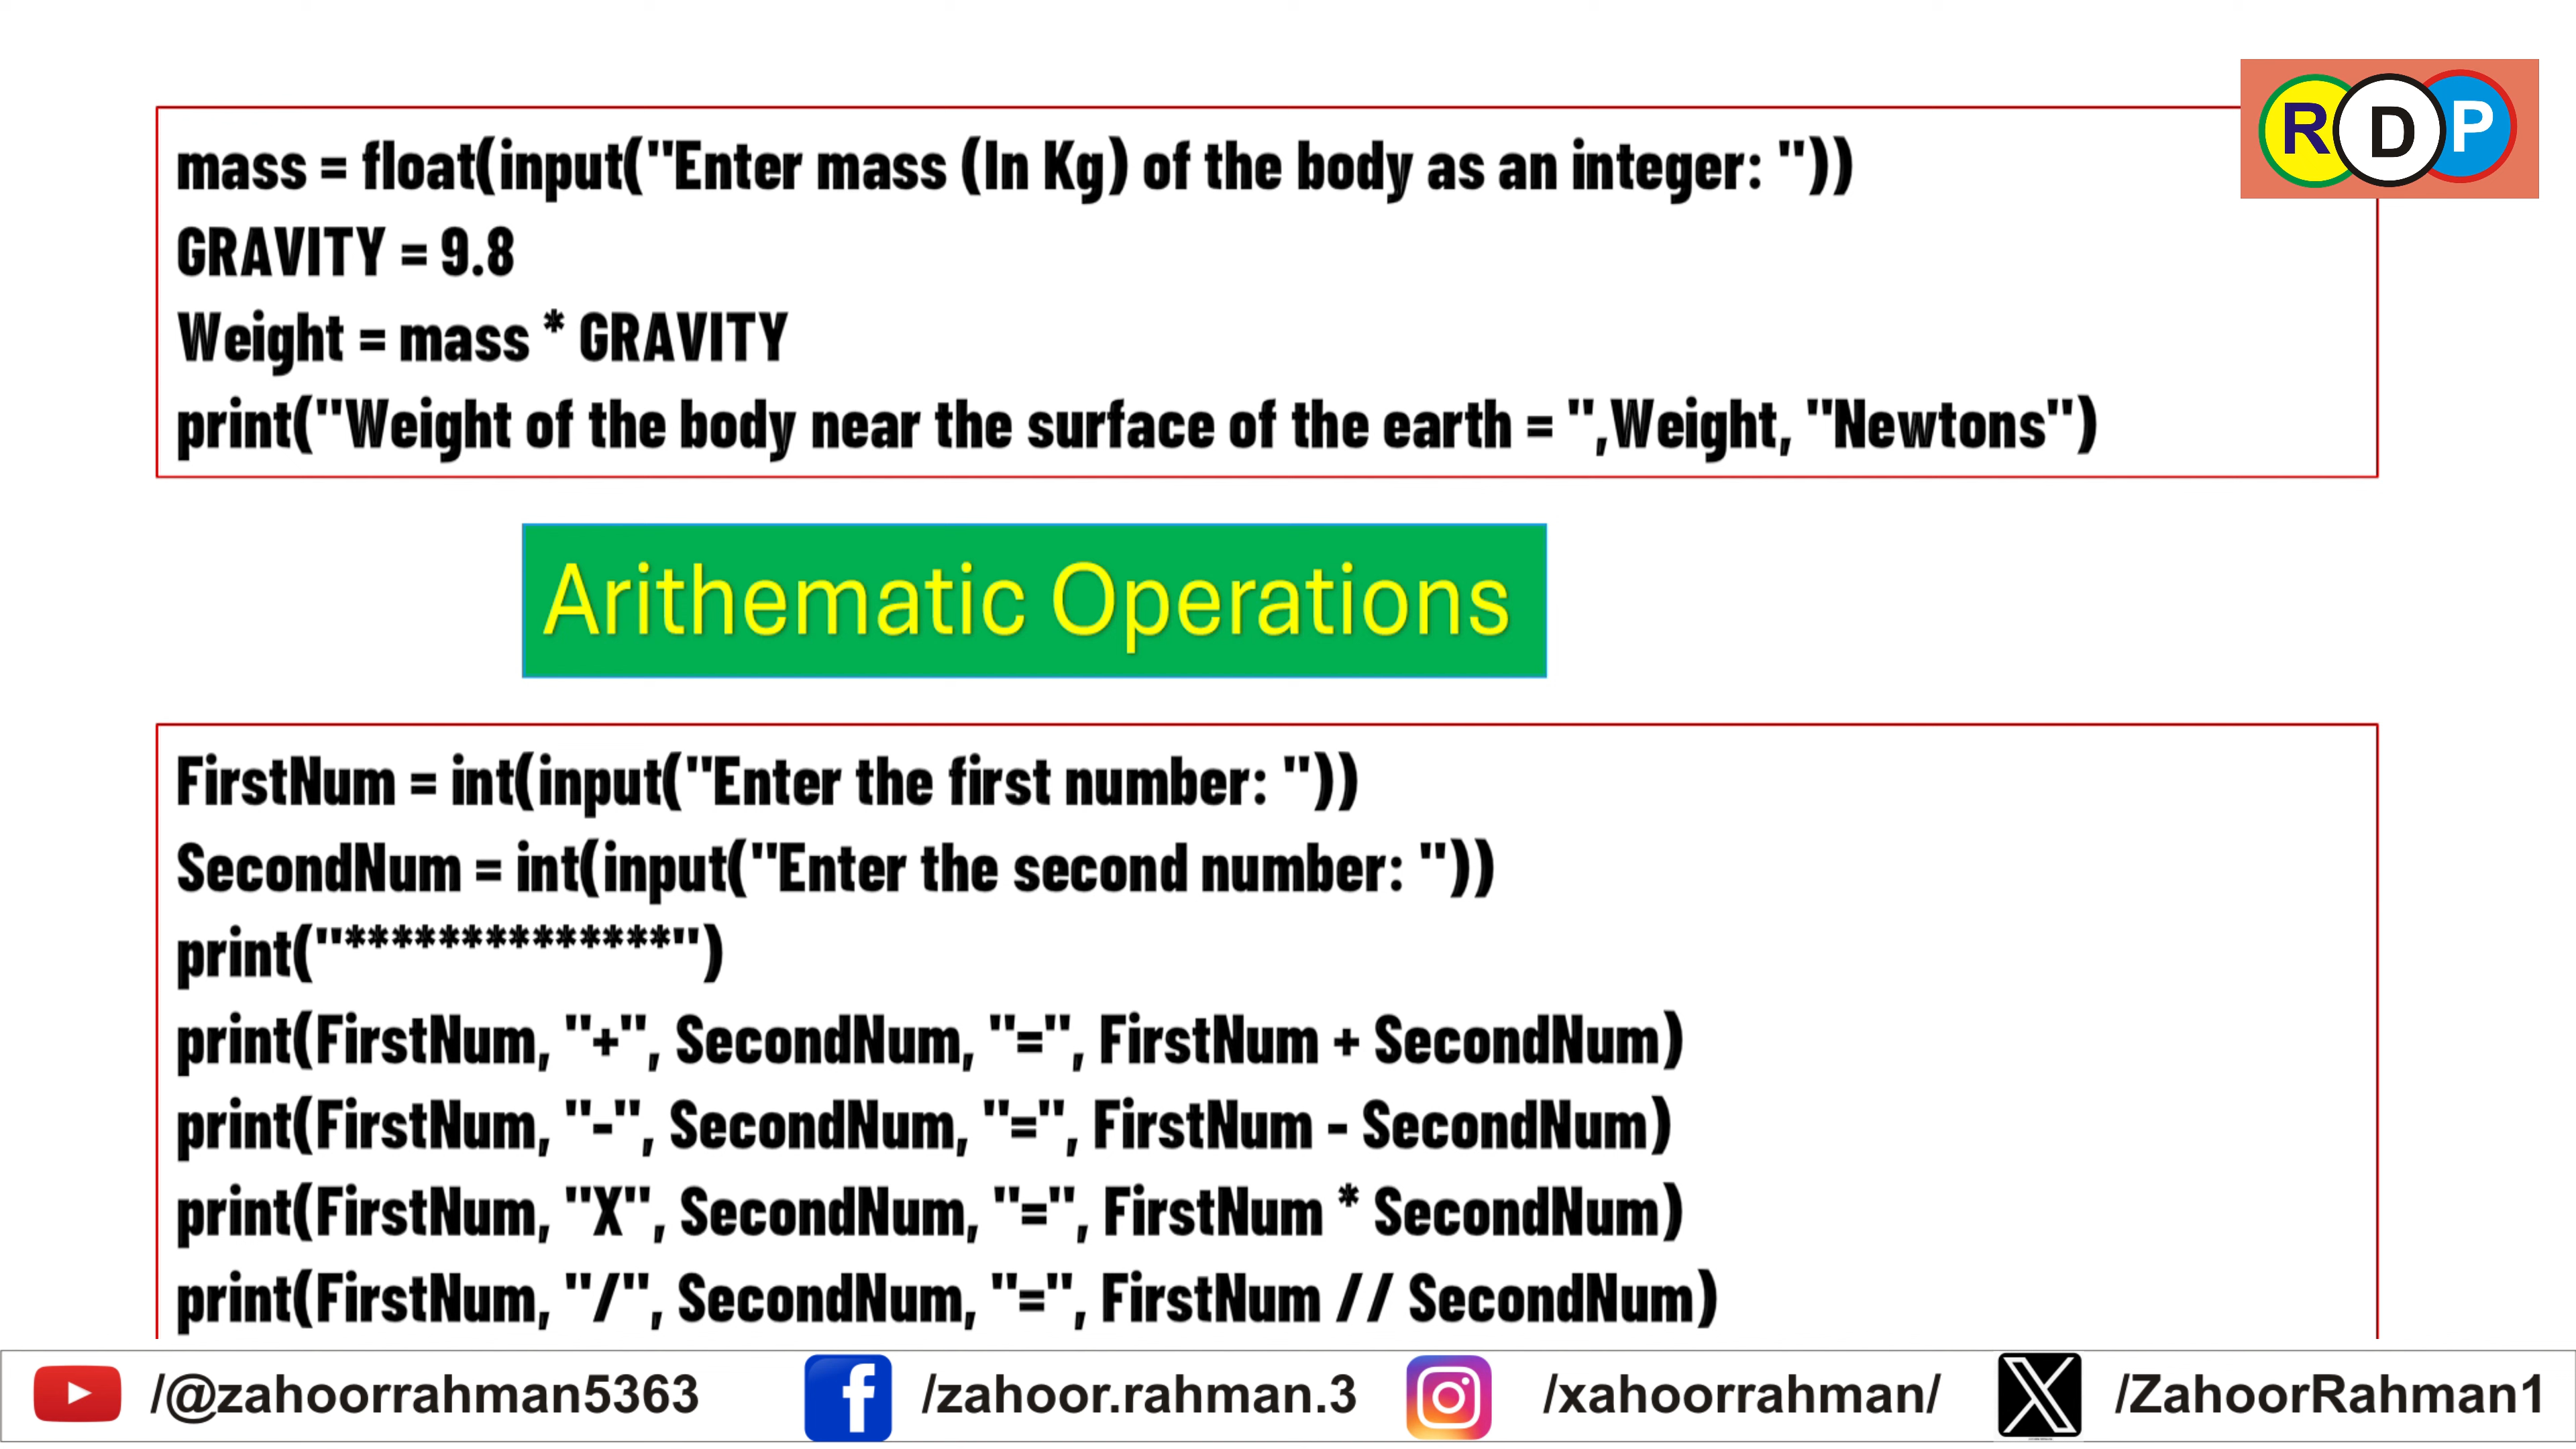 R D P
mass = float(input("Enter mass (In Kg) of the body as an integer: "))
GRAVITY = 9.8
Weight = mass * GRAVITY
print("Weight of the body near the surface of the earth = ",Weight, "Newtons")
Arithematic Operations
FirstNum = int(input("Enter the first number: "))
SecondNum = int(input("Enter the second number: "))
print("**************")
print(FirstNum, "+", SecondNum, "=", FirstNum + SecondNum)
print(FirstNum, "-", SecondNum, "=", FirstNum - SecondNum)
print(FirstNum, "X", SecondNum, "=", FirstNum * SecondNum)
print(FirstNum, "/", SecondNum, "=", FirstNum // SecondNum)
/@zahoorrahman5363 /zahoor.rahman.3 /xahoorrahman/ /ZahoorRahman1